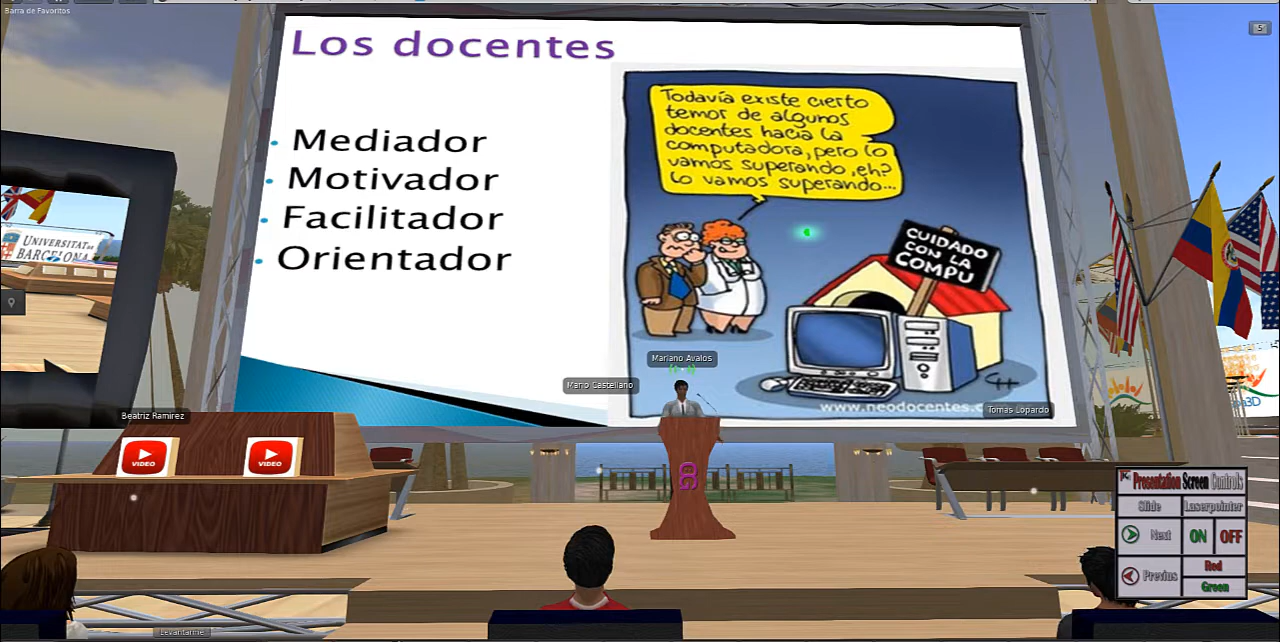 Barra de Favoritos
5
Los docentes
Mediador
Motivador
Facilitador
Orientador
Todavía existe cierto
temor de algunos
docentes hacia la
computadora, pero lo
vamos superando, eh?
Lo vamos superando...
CUIDADO
CON LA
COMPU
www.neodocentes.c
UNIVERSITAT DE
BARCELONA
Mariano Avalos
Mario Castellano
Tomas Lopardo
Beatriz Ramirez
VIDEO
VIDEO
Presentation Screen Controls
Slide
Laserpointer
Next
ON
OFF
Previus
Red
Green
Levantarme